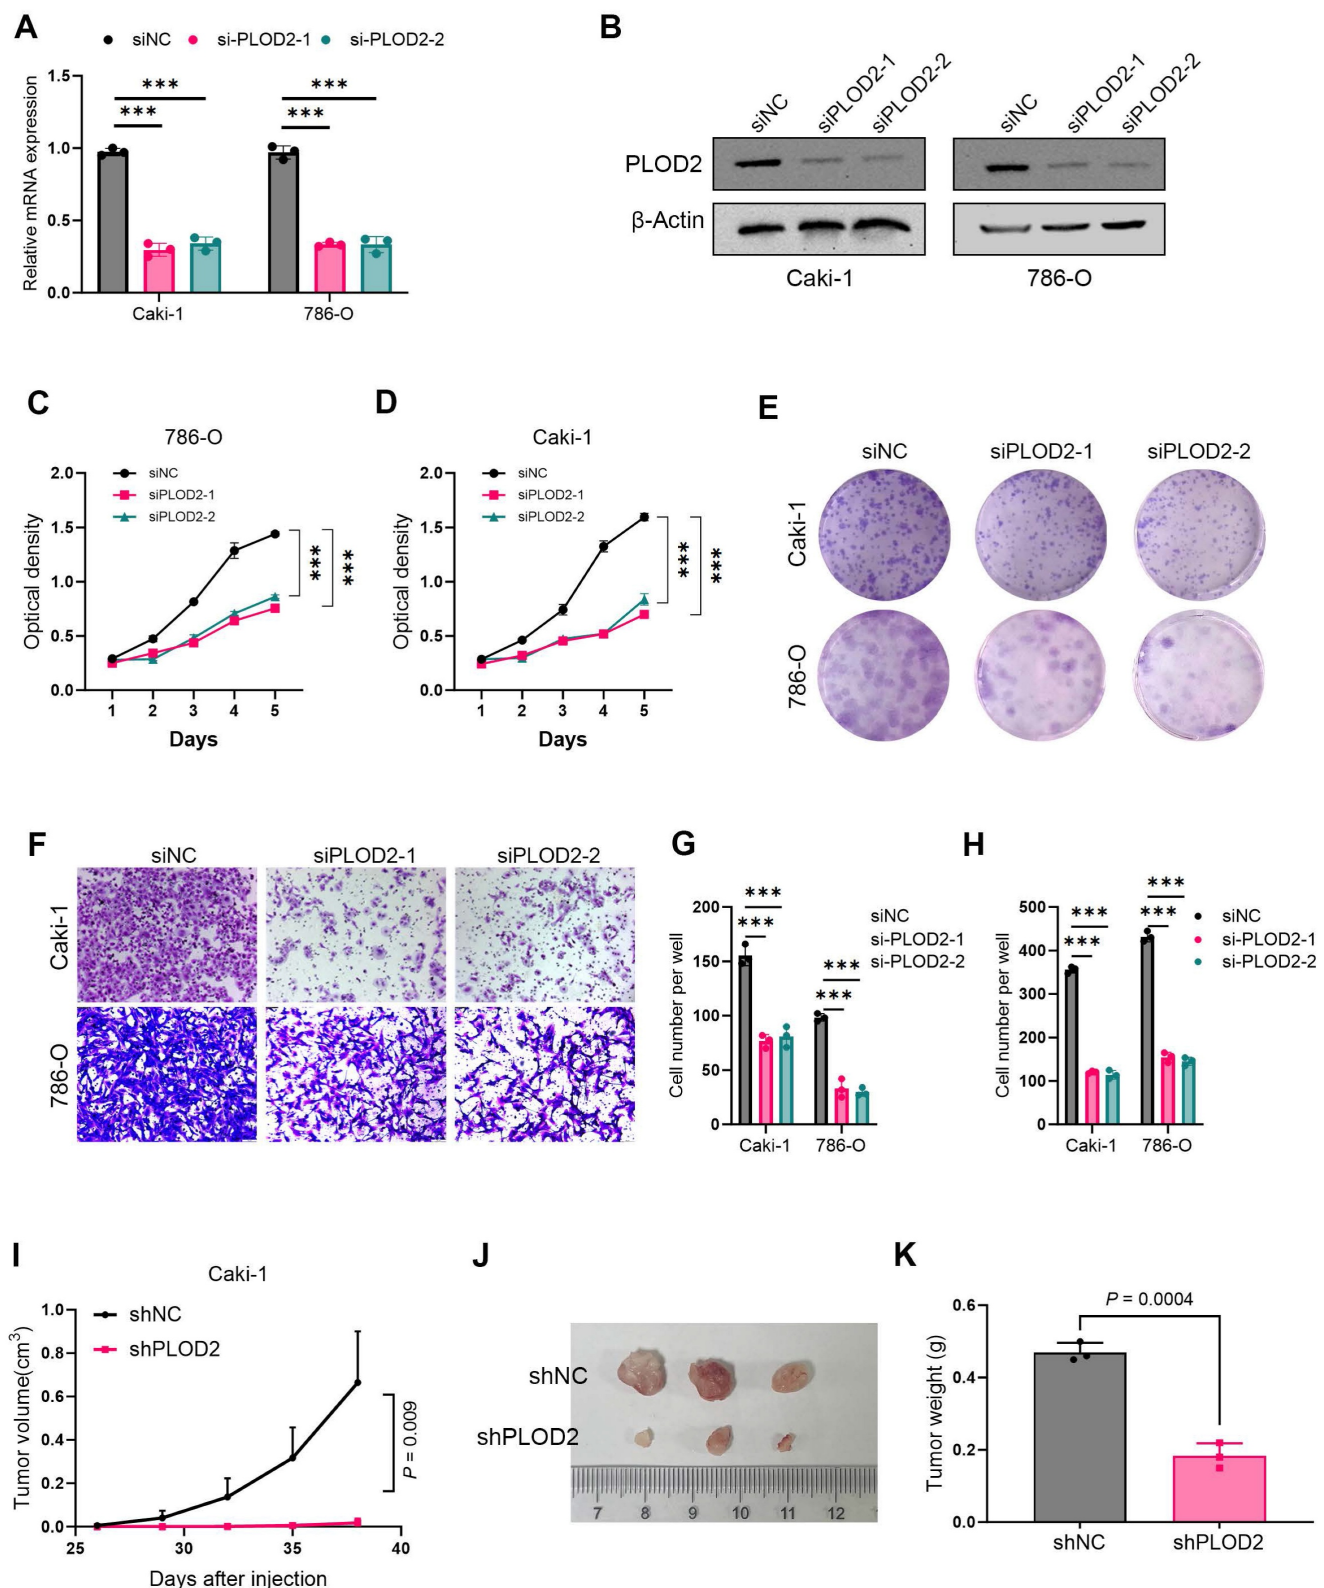 A
siNC si-PLOD2-1 si-PLOD2-2
Relative mRNA expression
1.5
1.0
0.5
0.0
*** ***
*** ***
Caki-1 786-O
B
siNC siPLOD2-1 siPLOD2-2 siNC siPLOD2-1 siPLOD2-2
PLOD2
β-Actin
Caki-1 786-O
C
786-O
siNC
siPLOD2-1
siPLOD2-2
Optical density
2.0
1.5
1.0
0.5
0.0
*** ***
1 2 3 4 5
Days
D
Caki-1
siNC
siPLOD2-1
siPLOD2-2
Optical density
2.0
1.5
1.0
0.5
0.0
*** ***
1 2 3 4 5
Days
E
siNC siPLOD2-1 siPLOD2-2
Caki-1
786-O
F
siNC siPLOD2-1 siPLOD2-2
Caki-1
786-O
G
Cell number per well
200
150
100
50
0
*** ***
*** ***
siNC
si-PLOD2-1
si-PLOD2-2
Caki-1 786-O
H
Cell number per well
500
400
300
200
100
0
*** ***
*** ***
siNC
si-PLOD2-1
si-PLOD2-2
Caki-1 786-O
I
Caki-1
shNC
shPLOD2
Tumor volume(cm³)
1.0
0.8
0.6
0.4
0.2
0.0
P = 0.009
25 30 35 40
Days after injection
J
shNC
shPLOD2
7 8 9 10 11 12
K
P = 0.0004
Tumor weight (g)
0.6
0.4
0.2
0.0
shNC shPLOD2